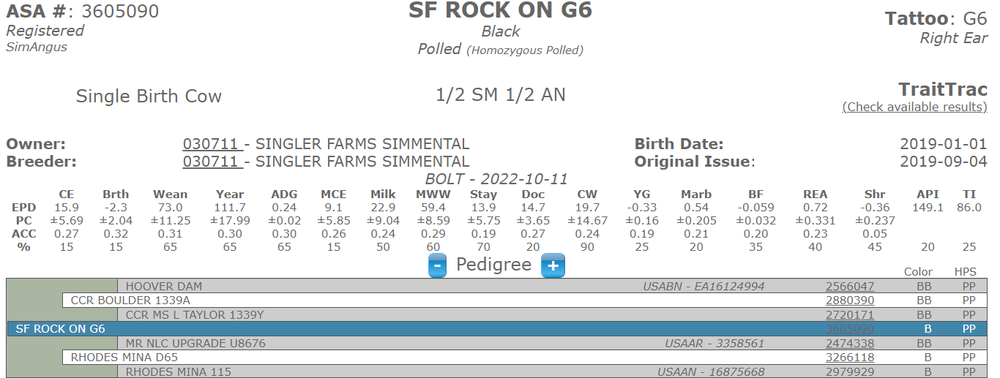 ASA #: 3605090 SF ROCK ON G6 Tattoo: G6
Registered Black Right Ear
SimAngus Polled (Homozygous Polled)
Single Birth Cow 1/2 SM 1/2 AN TraitTrac
(Check available results)
Owner: 030711 - SINGLER FARMS SIMMENTAL Birth Date: 2019-01-01
Breeder: 030711 - SINGLER FARMS SIMMENTAL Original Issue: 2019-09-04
BOLT - 2022-10-11
CE Brth Wean Year ADG MCE Milk MWW Stay Doc CW YG Marb BF REA Shr API TI
EPD 15.9 -2.3 73.0 111.7 0.24 9.1 22.9 59.4 13.9 14.7 19.7 -0.33 0.54 -0.059 0.72 -0.36 149.1 86.0
PC ±5.69 ±2.04 ±11.25 ±17.99 ±0.02 ±5.85 ±9.04 ±8.59 ±5.75 ±3.65 ±14.67 ±0.16 ±0.205 ±0.032 ±0.331 ±0.237
ACC 0.27 0.32 0.31 0.30 0.30 0.26 0.24 0.29 0.19 0.27 0.24 0.19 0.21 0.20 0.23 0.05
% 15 15 65 65 65 15 50 60 70 20 90 25 20 35 40 45 20 25
- Pedigree +
Color HPS
HOOVER DAM USABN - EA16124994 2566047 BB PP
CCR BOULDER 1339A 2880390 BB PP
CCR MS L TAYLOR 1339Y 2720171 BB PP
SF ROCK ON G6 3605090 B PP
MR NLC UPGRADE U8676 USAAR - 3358561 2474338 BB PP
RHODES MINA D65 3266118 B PP
RHODES MINA 115 USAAN - 16875668 2979929 B PP